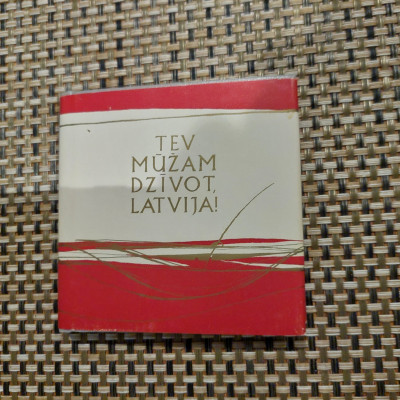 TEV
MŪŽAM
DZĪVOT,
LATVIJA!